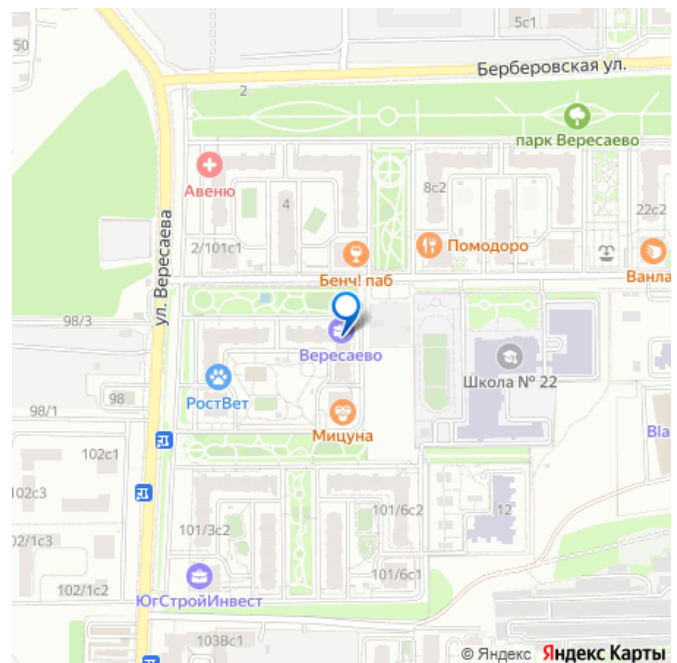 5с1
50
Берберовская ул.
2
парк Вересаево
Авеню
8с2
4
22с2
ул. Вересаева
2/101с1
Помодоро
Бенч! паб
Ванла
98/3
Вересаево
Школа № 22
РостВет
98
98/1
Мицуна
Bla
102с1
102с3
101/3с2
101/6с2
12
02/1с3
101/6с1
102/1с2
ЮгСтройИнвест
103Вс1
© Яндекс Яндекс Карты